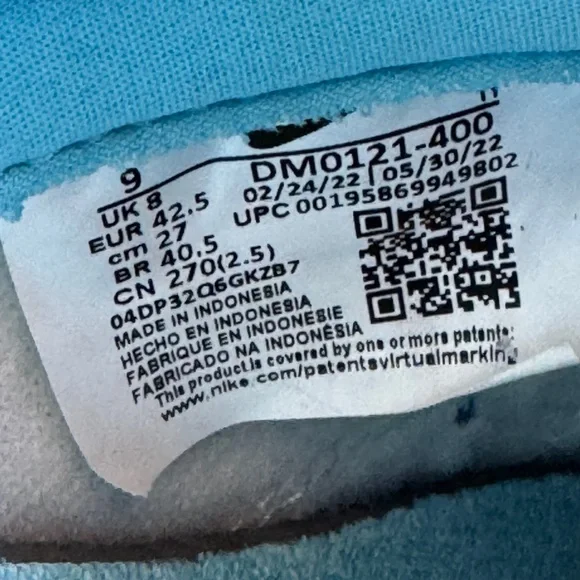 9
UK 8
EUR 42.5
cm 27
BR 40.5
CN 270(2.5)
DM0121-400
02/24/22 | 05/30/22
UPC 00195869949802
04DP32Q6GKZB7
MADE IN INDONESIA
HECHO EN INDONESIA
FABRIQUE EN INDONESIE
FABRICADO NA INDONÉSIA
This product is covered by one or more patents:
www.nike.com/patentsvirtualmarking